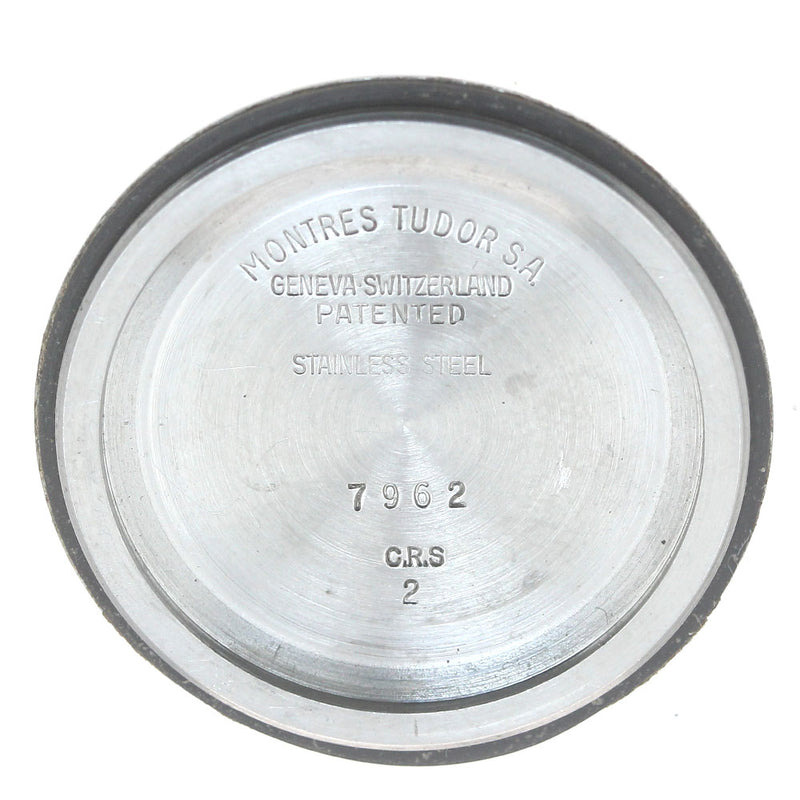 MONTRES TUDOR S.A.
GENEVA·SWITZERLAND
PATENTED
STAINLESS STEEL
7962
C.R.S
2